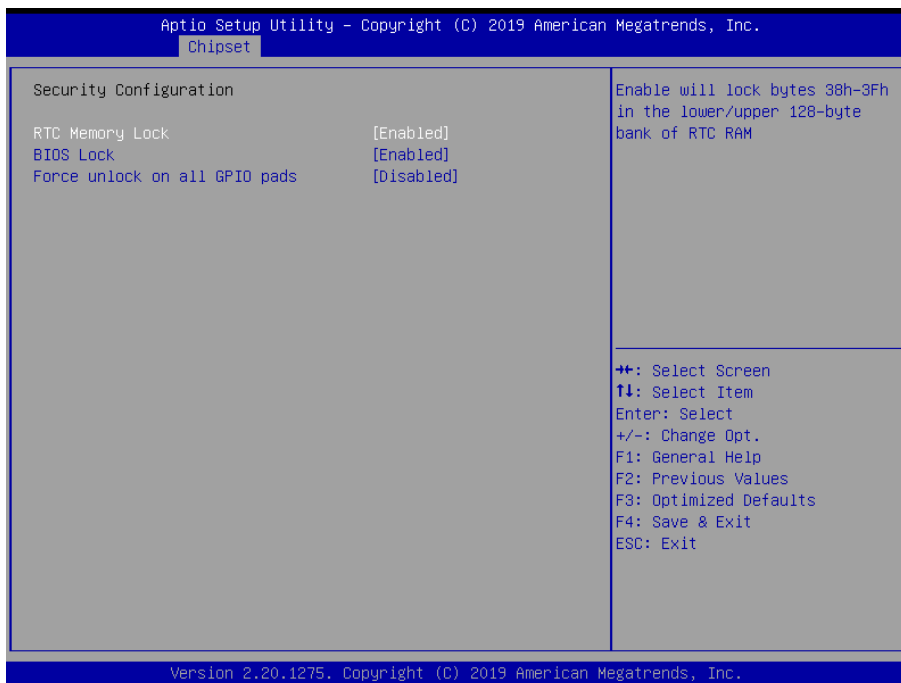 Aptio Setup Utility – Copyright (C) 2019 American Megatrends, Inc.
Chipset
Security Configuration
RTC Memory Lock [Enabled]
BIOS Lock [Enabled]
Force unlock on all GPIO pads [Disabled]
Enable will lock bytes 38h-3Fh
in the lower/upper 128-byte
bank of RTC RAM
→←: Select Screen
↑↓: Select Item
Enter: Select
+/-: Change Opt.
F1: General Help
F2: Previous Values
F3: Optimized Defaults
F4: Save & Exit
ESC: Exit
Version 2.20.1275. Copyright (C) 2019 American Megatrends, Inc.